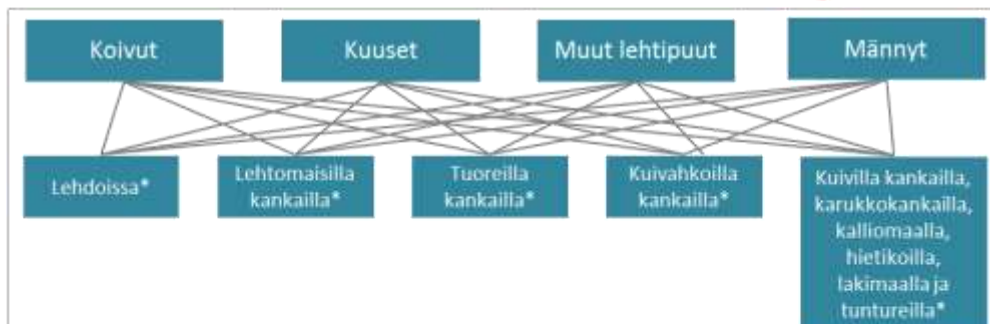 Koivut
Kuuset
Muut lehtipuut
Männyt
Lehdoissa*
Lehtomaisilla
kankailla*
Tuoreilla
kankailla*
Kuivahkoilla
kankailla*
Kuivilla kankailla,
karukkokankailla,
kalliomaalla,
hietikoilla,
lakimaalla ja
tuntureilla*